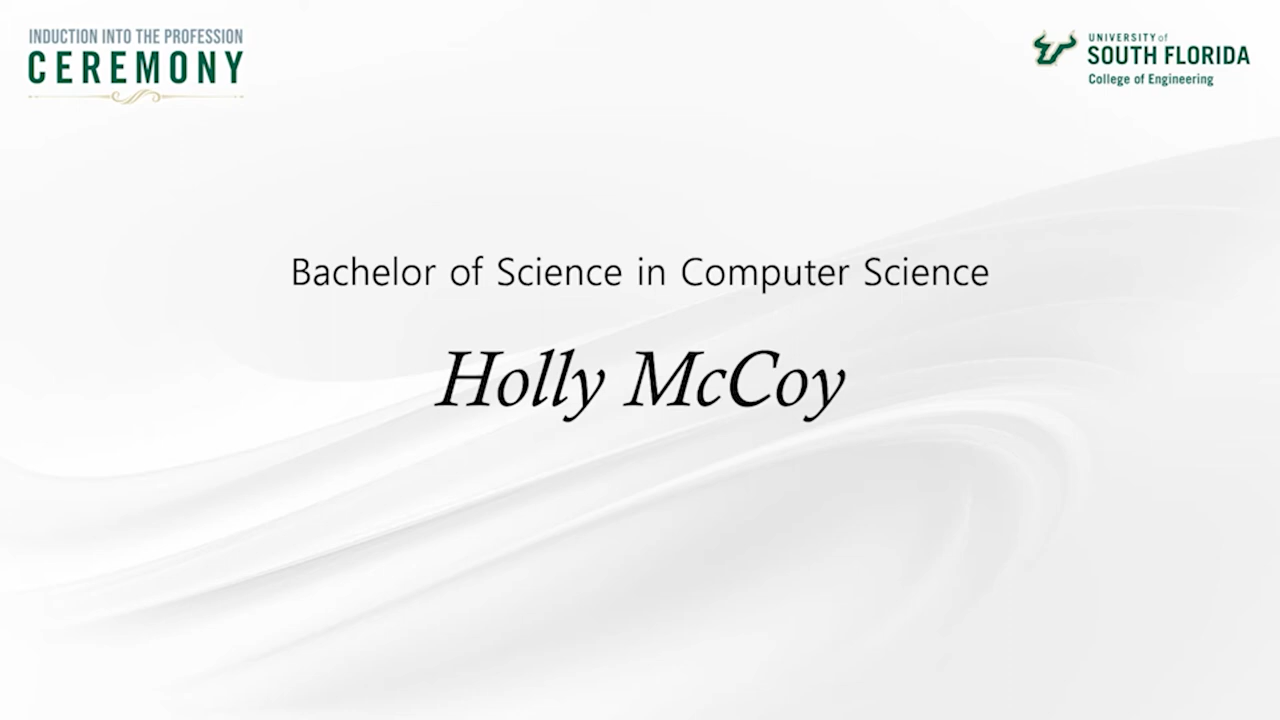 INDUCTION INTO THE PROFESSION
CEREMONY
UNIVERSITY of
SOUTH FLORIDA
College of Engineering
Bachelor of Science in Computer Science
Holly McCoy